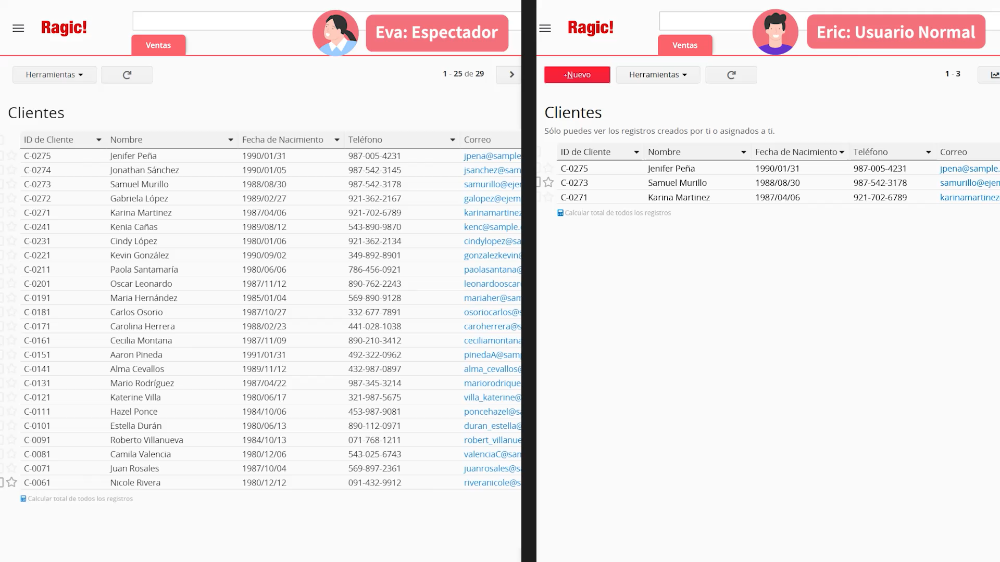 Ragic!
Eva: Espectador
Ventas
Herramientas
1 - 25 de 29
Clientes
ID de Cliente Nombre Fecha de Nacimiento Teléfono Correo
C-0275 Jenifer Peña 1990/01/31 987-005-4231 jpena@sample
C-0274 Jonathan Sánchez 1990/01/05 987-542-3145 jsanchez@sam
C-0273 Samuel Murillo 1988/08/30 987-542-3178 samurillo@ejer
C-0272 Gabriela López 1989/02/27 921-362-2167 galopez@ejem
C-0271 Karina Martinez 1987/04/06 921-702-6789 karinamartinez
C-0241 Kenia Cañas 1989/08/12 543-890-9870 kenc@sample.
C-0231 Cindy López 1980/01/06 921-362-2134 cindylopez@sa
C-0221 Kevin González 1990/09/02 349-892-8901 gonzalezkevin@
C-0211 Paola Santamaría 1980/06/06 786-456-0921 paolasantana@
C-0201 Oscar Leonardo 1987/11/12 890-762-2243 leonardooscar
C-0191 Maria Hernández 1985/01/04 569-890-9128 mariaher@sam
C-0181 Carlos Osorio 1987/10/27 332-677-7891 osoriocarlos@s
C-0171 Carolina Herrera 1988/02/23 441-028-1038 caroherrera@s
C-0161 Cecilia Montana 1987/11/09 890-210-3412 ceciliamontana
C-0151 Aaron Pineda 1991/01/31 492-322-0962 pinedaA@samp
C-0141 Alma Cevallos 1989/11/12 432-987-0897 alma_cevallos@
C-0131 Mario Rodríguez 1987/04/22 987-345-3214 mariorodrique
C-0121 Katerine Villa 1980/06/17 321-987-5675 villa_katerine@
C-0111 Hazel Ponce 1984/10/06 453-987-9081 poncehazel@sa
C-0101 Estella Durán 1980/06/13 890-112-0971 duran_estella@
C-0091 Roberto Villanueva 1984/10/13 071-768-1211 robert_villanue
C-0081 Camila Valencia 1980/12/06 543-025-6743 valenciaC@san
C-0071 Juan Rosales 1987/10/04 569-897-2361 juanrosales@s
C-0061 Nicole Rivera 1980/12/12 091-432-9912 riveranicole@s
Calcular total de todos los registros
Ragic!
Eric: Usuario Normal
Ventas
+Nuevo Herramientas
1 - 3
Clientes
Sólo puedes ver los registros creados por ti o asignados a ti.
ID de Cliente Nombre Fecha de Nacimiento Teléfono Correo
C-0275 Jenifer Peña 1990/01/31 987-005-4231 jpena@sample.
C-0273 Samuel Murillo 1988/08/30 987-542-3178 samurillo@ejem
C-0271 Karina Martinez 1987/04/06 921-702-6789 karinamartinez
Calcular total de todos los registros